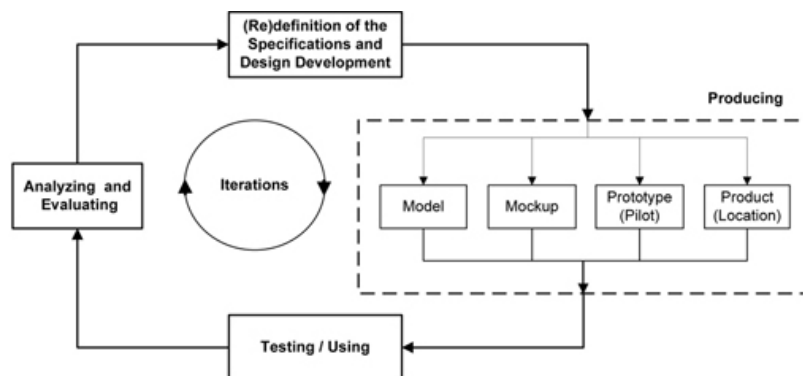 (Re)definition of the
Specifications and
Design Development
Producing
Iterations
Analyzing and
Evaluating
Model
Mockup
Prototype
(Pilot)
Product
(Location)
Testing / Using